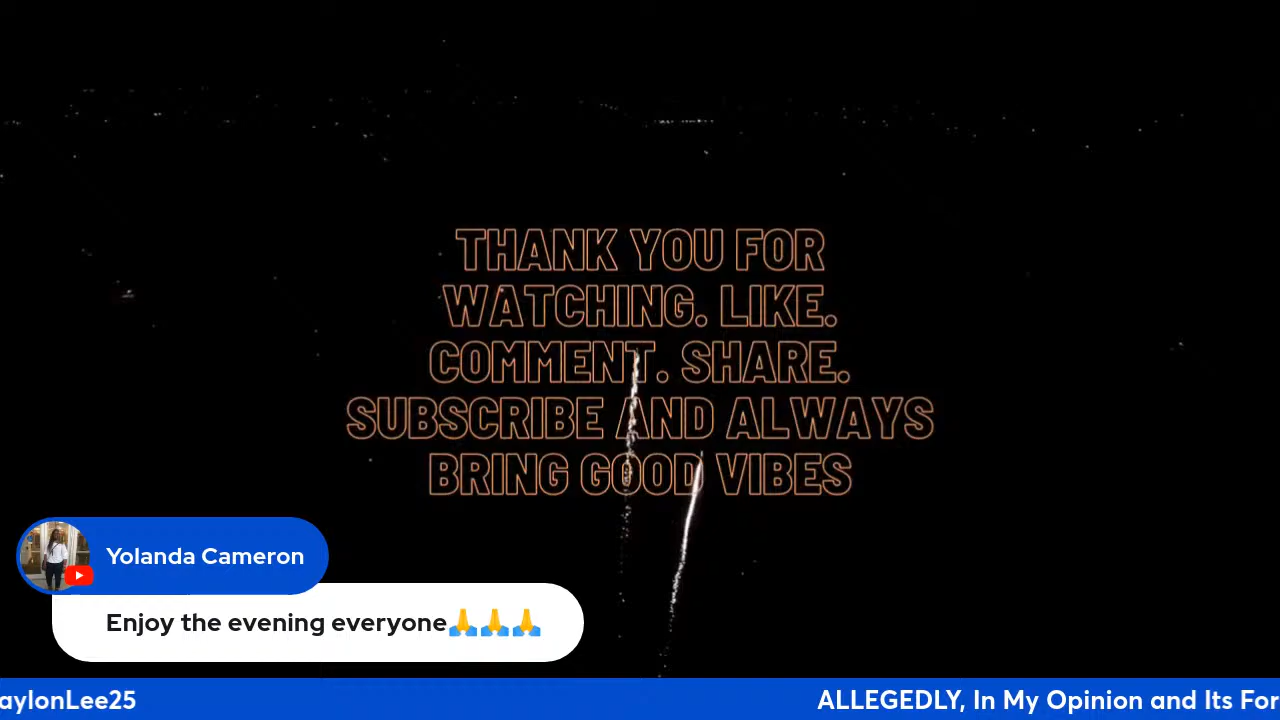 THANK YOU FOR
WATCHING. LIKE.
COMMENT. SHARE.
SUBSCRIBE AND ALWAYS
BRING GOOD VIBES
Yolanda Cameron
Enjoy the evening everyone🙏🙏🙏
aylonLee25 ALLEGEDLY, In My Opinion and Its For